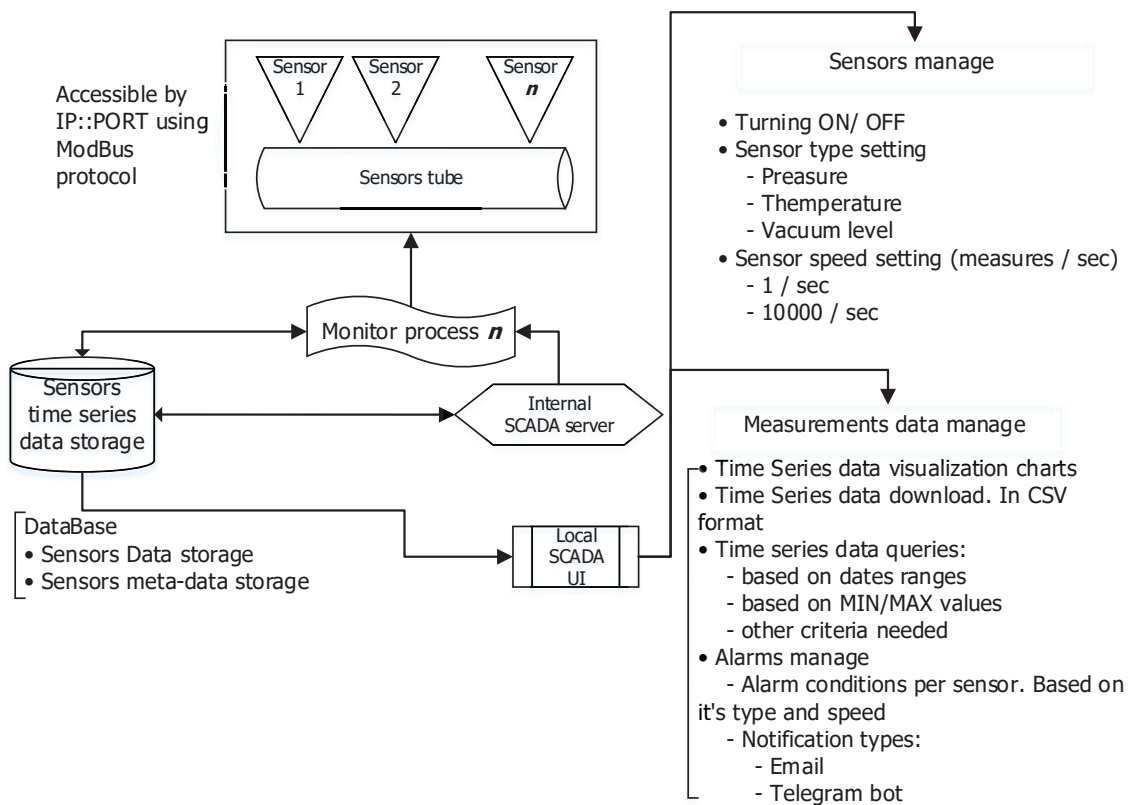 Sensor
1
Sensor
2
Sensor
n
Sensors tube
Accessible by
IP::PORT using
ModBus
protocol
Monitor process n
Sensors
time series
data storage
Internal
SCADA server
DataBase
• Sensors Data storage
• Sensors meta-data storage
Local
SCADA
UI
Sensors manage
• Turning ON/ OFF
• Sensor type setting
- Preasure
- Themperature
- Vacuum level
• Sensor speed setting (measures / sec)
- 1 / sec
- 10000 / sec
Measurements data manage
• Time Series data visualization charts
• Time Series data download. In CSV
format
• Time series data queries:
- based on dates ranges
- based on MIN/MAX values
- other criteria needed
• Alarms manage
- Alarm conditions per sensor. Based on
it's type and speed
- Notification types:
- Email
- Telegram bot